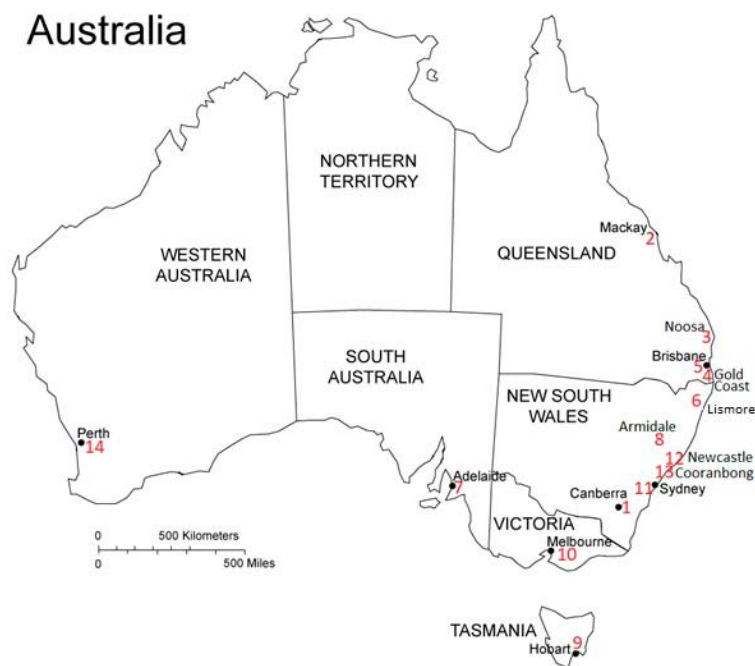 Australia
NORTHERN
TERRITORY
Mackay
2
WESTERN
AUSTRALIA
QUEENSLAND
Noosa
3
SOUTH
AUSTRALIA
Brisbane
5
4
Gold
Coast
NEW SOUTH
WALES
6
Lismore
Armidale
8
Perth
14
12
Newcastle
13
Cooranbong
Adelaide
7
11
Sydney
Canberra
1
VICTORIA
Melbourne
10
0
500 Kilometers
0
500 Miles
TASMANIA
9
Hobart